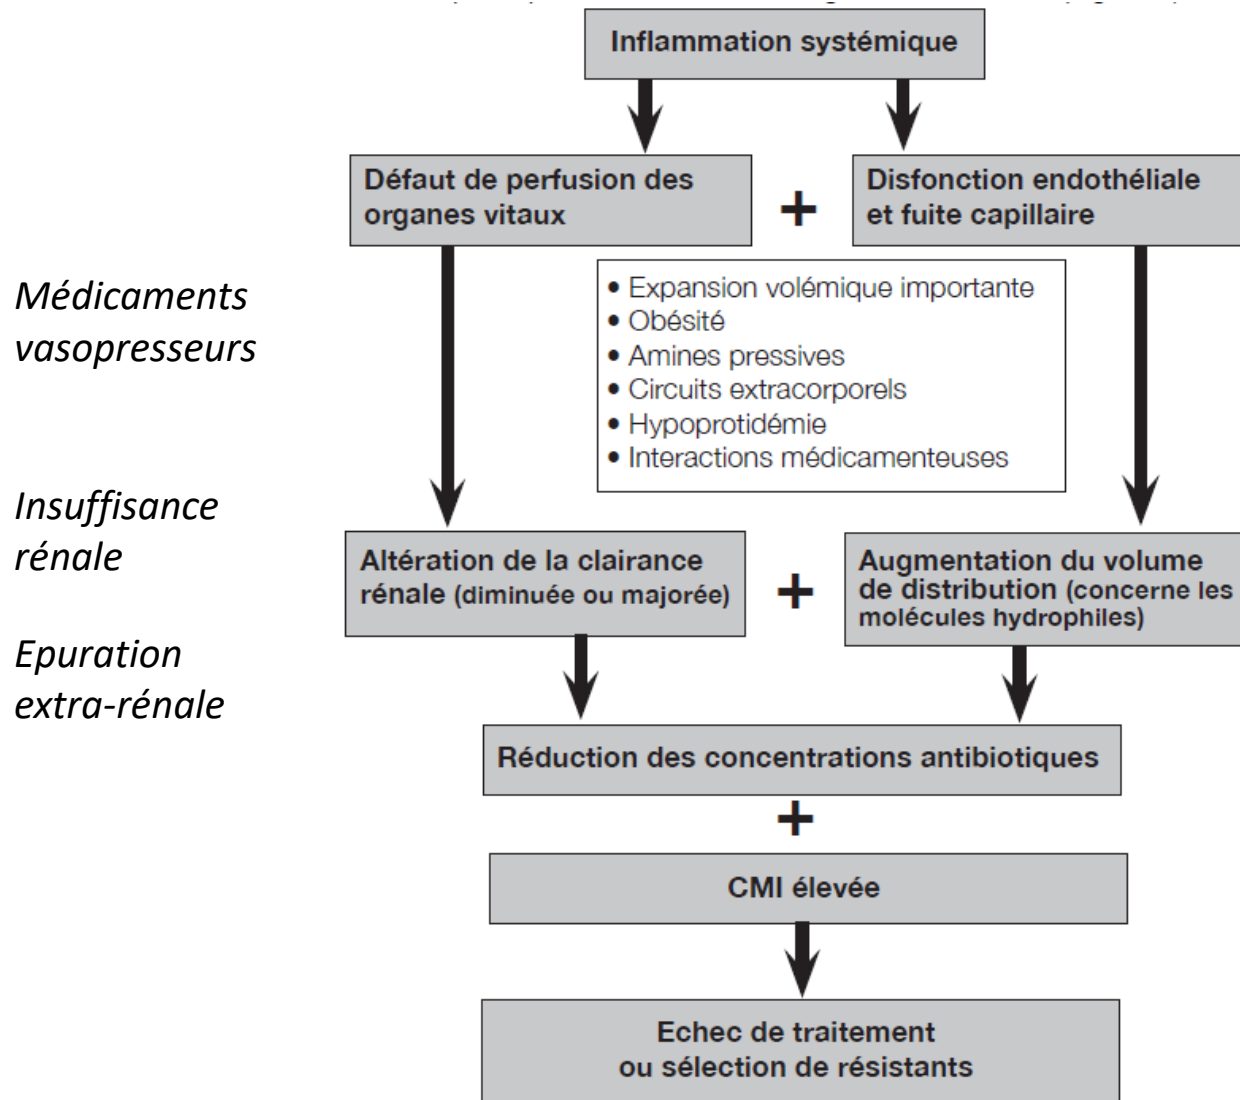 Inflammation systémique
Défaut de perfusion des
organes vitaux
+
Disfonction endothéliale
et fuite capillaire
Médicaments
vasopresseurs
• Expansion volémique importante
• Obésité
• Amines pressives
• Circuits extracorporels
• Hypoprotidémie
• Interactions médicamenteuses
Insuffisance
rénale
Altération de la clairance
rénale (diminuée ou majorée)
+
Augmentation du volume
de distribution (concerne les
molécules hydrophiles)
Epuration
extra-rénale
Réduction des concentrations antibiotiques
+
CMI élevée
Echec de traitement
ou sélection de résistants